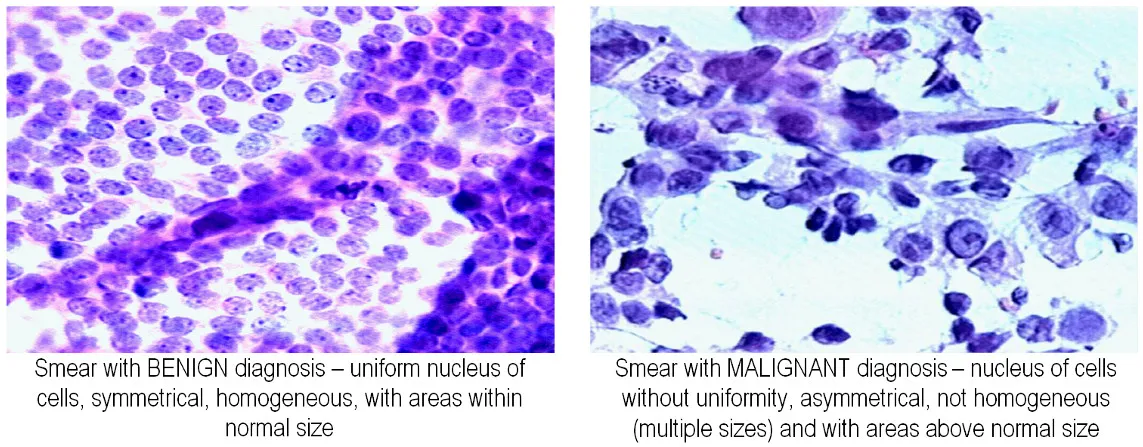 Smear with BENIGN diagnosis – uniform nucleus of
cells, symmetrical, homogeneous, with areas within
normal size
Smear with MALIGNANT diagnosis – nucleus of cells
without uniformity, asymmetrical, not homogeneous
(multiple sizes) and with areas above normal size